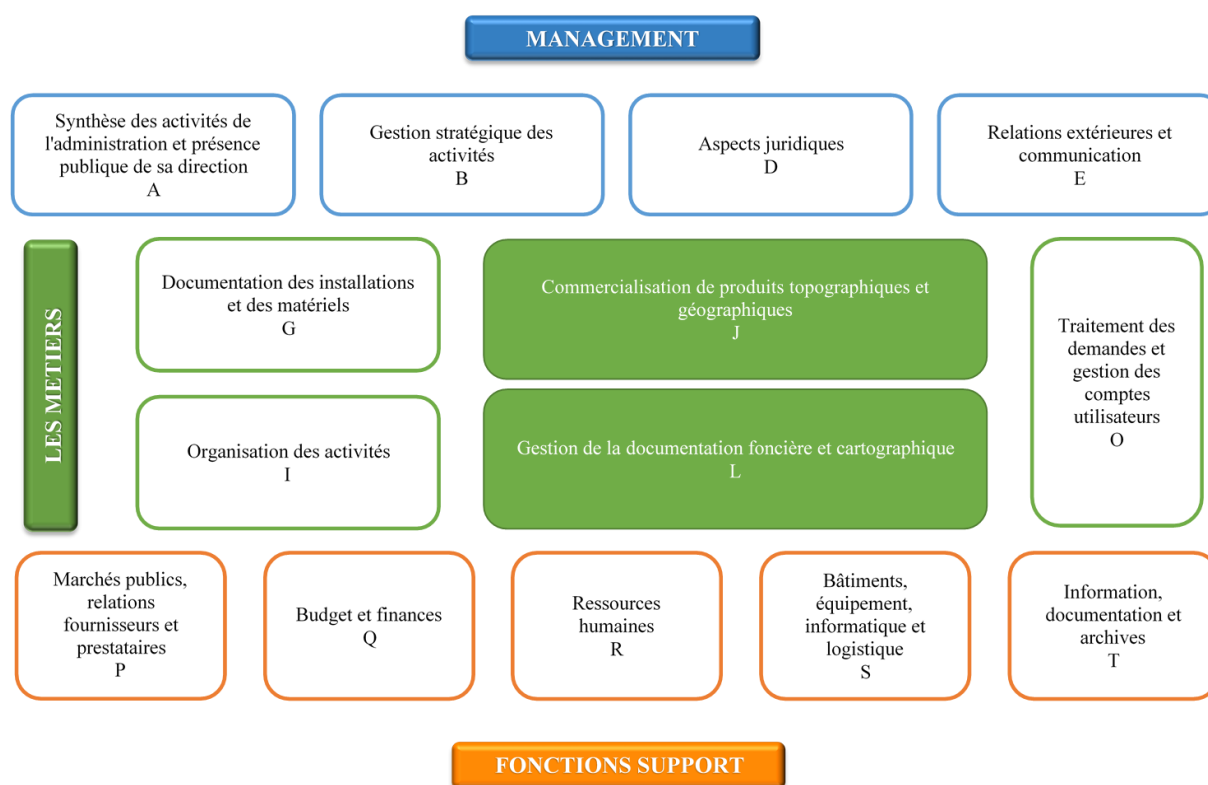 MANAGEMENT
Synthèse des activités de
l'administration et présence
publique de sa direction
A
Gestion stratégique des
activités
B
Aspects juridiques
D
Relations extérieures et
communication
E
LES METIERS
Documentation des installations
et des matériels
G
Commercialisation de produits topographiques et
géographiques
J
Traitement des
demandes et
gestion des
comptes
utilisateurs
O
Organisation des activités
I
Gestion de la documentation foncière et cartographique
L
Marchés publics,
relations
fournisseurs et
prestataires
P
Budget et finances
Q
Ressources
humaines
R
Bâtiments,
équipement,
informatique et
logistique
S
Information,
documentation et
archives
T
FONCTIONS SUPPORT